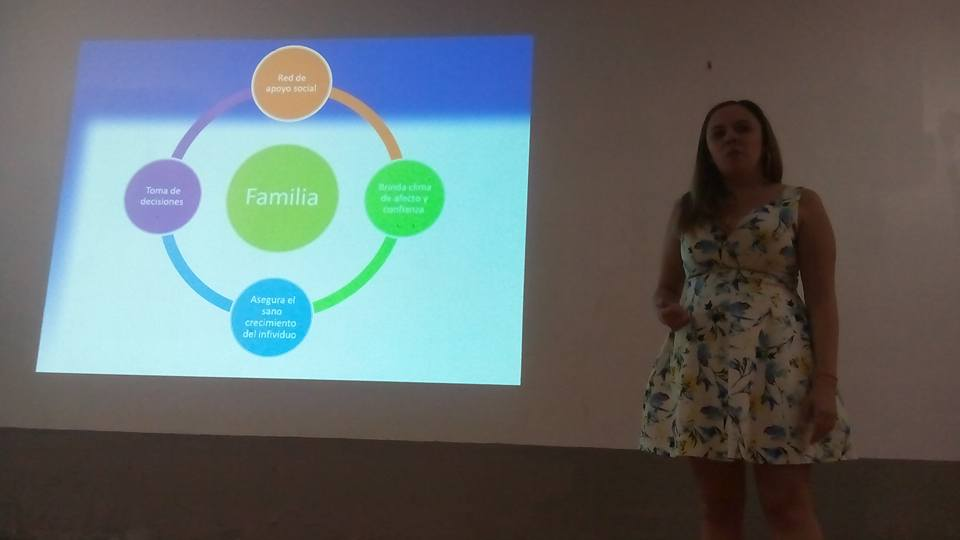 Red de
apoyo social
Toma de
decisiones
Familia
Brinda clima
de afecto y
confianza
Asegura el
sano
crecimiento
del infividuo